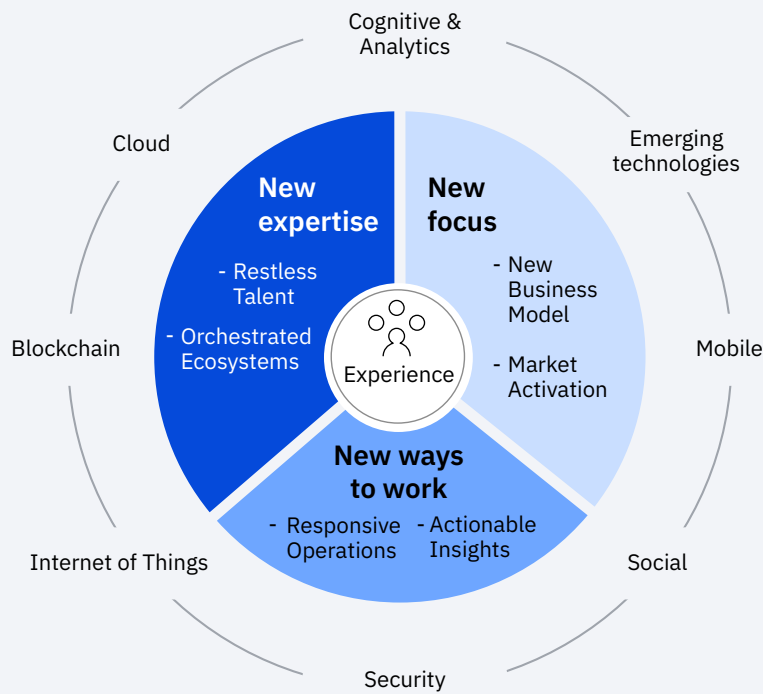 Cognitive &
Analytics
Cloud
Emerging
technologies
New
expertise
- Restless
Talent
- Orchestrated
Ecosystems
New
focus
- New
Business
Model
- Market
Activation
Blockchain
Experience
Mobile
New ways
to work
- Responsive
Operations
- Actionable
Insights
Internet of Things
Social
Security